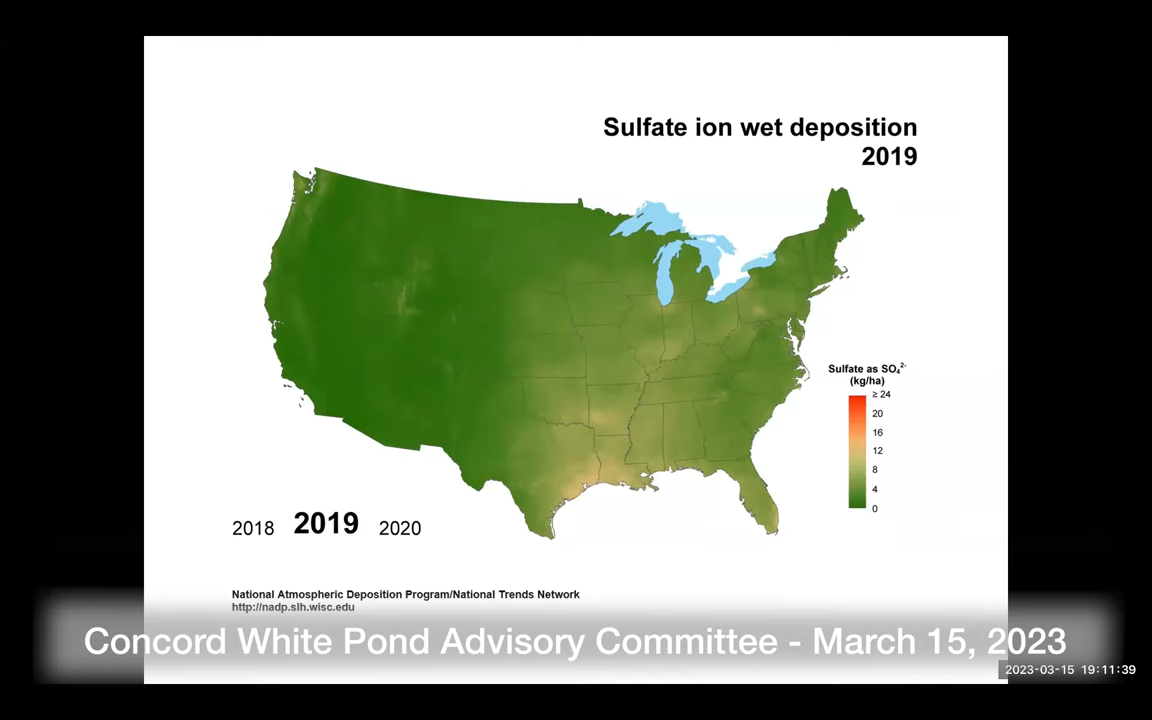 Sulfate ion wet deposition
2019
Sulfate as SO₄²⁻
(kg/ha)
≥ 24
20
16
12
8
4
0
2018 2019 2020
National Atmospheric Deposition Program/National Trends Network
http://nadp.slh.wisc.edu
Concord White Pond Advisory Committee - March 15, 2023
2023-03-15 19:11:39